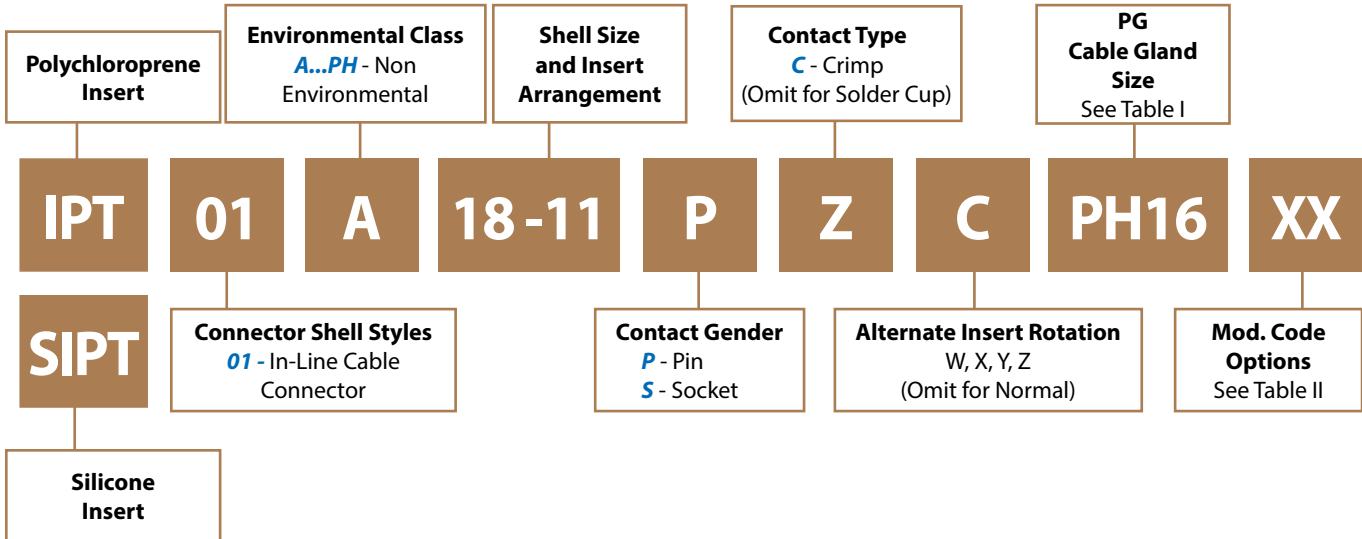 Polychloroprene
Insert
Environmental Class
A...PH - Non
Environmental
Shell Size
and Insert
Arrangement
Contact Type
C - Crimp
(Omit for Solder Cup)
PG
Cable Gland
Size
See Table I
IPT 01 A 18-11 P Z C PH16 XX
SIPT
Connector Shell Styles
01 - In-Line Cable
Connector
Contact Gender
P - Pin
S - Socket
Alternate Insert Rotation
W, X, Y, Z
(Omit for Normal)
Mod. Code
Options
See Table II
Silicone
Insert